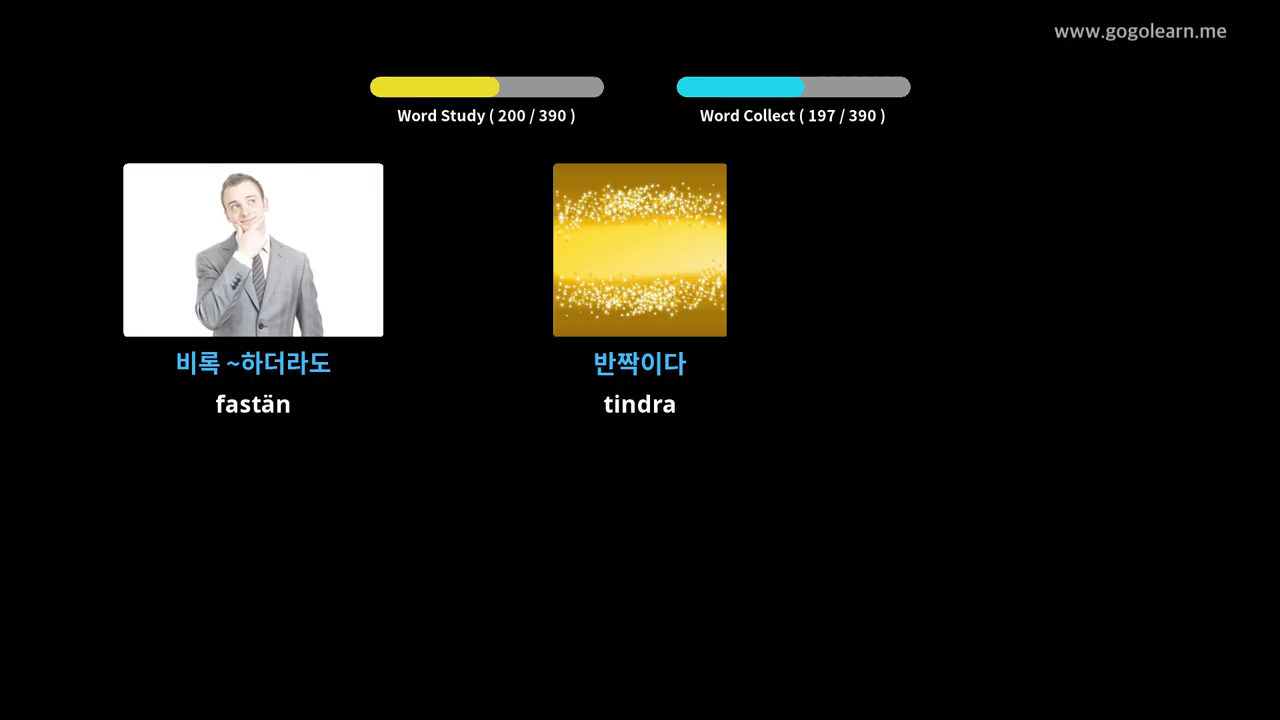 www.gogolearn.me
Word Study ( 200 / 390 )
Word Collect ( 197 / 390 )
비록 ~하더라도
fastän
반짝이다
tindra